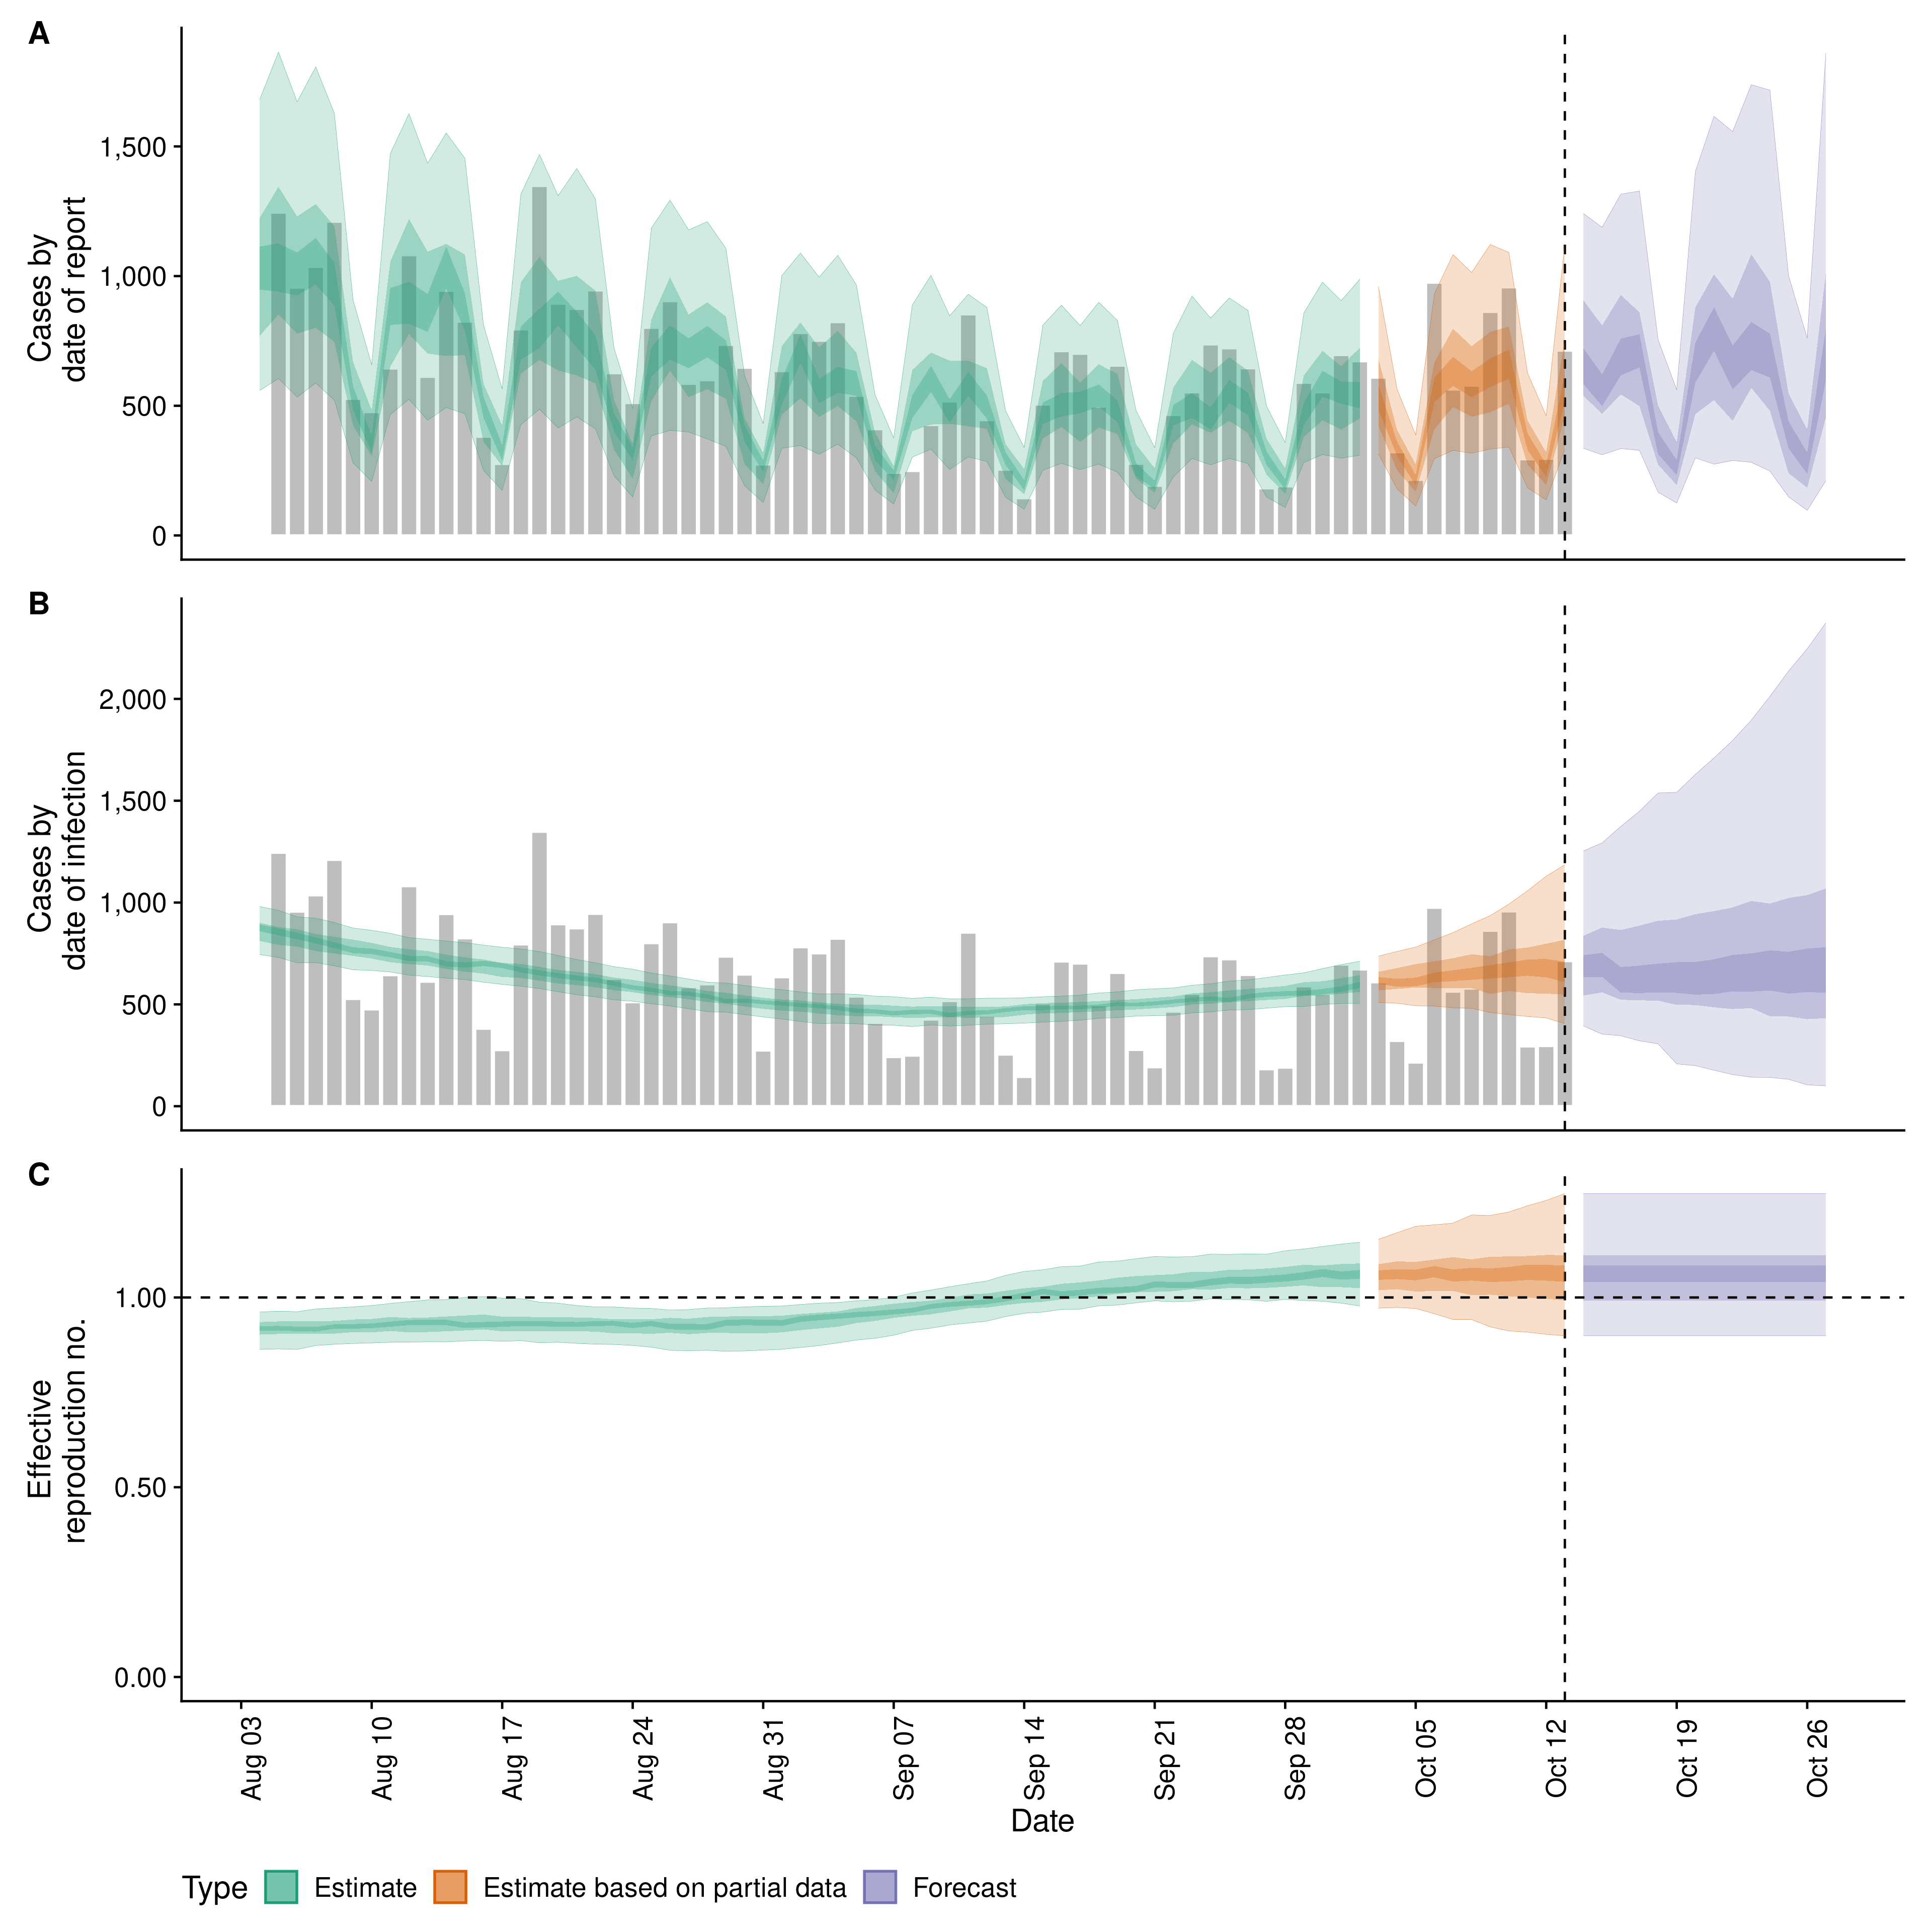 A
Cases by
date of report
1,500
1,000
500
0
B
Cases by
date of infection
2,000
1,500
1,000
500
0
C
Effective
reproduction no.
1.00
0.50
0.00
Aug 03
Aug 10
Aug 17
Aug 24
Aug 31
Sep 07
Sep 14
Sep 21
Sep 28
Oct 05
Oct 12
Oct 19
Oct 26
Date
Type Estimate Estimate based on partial data Forecast